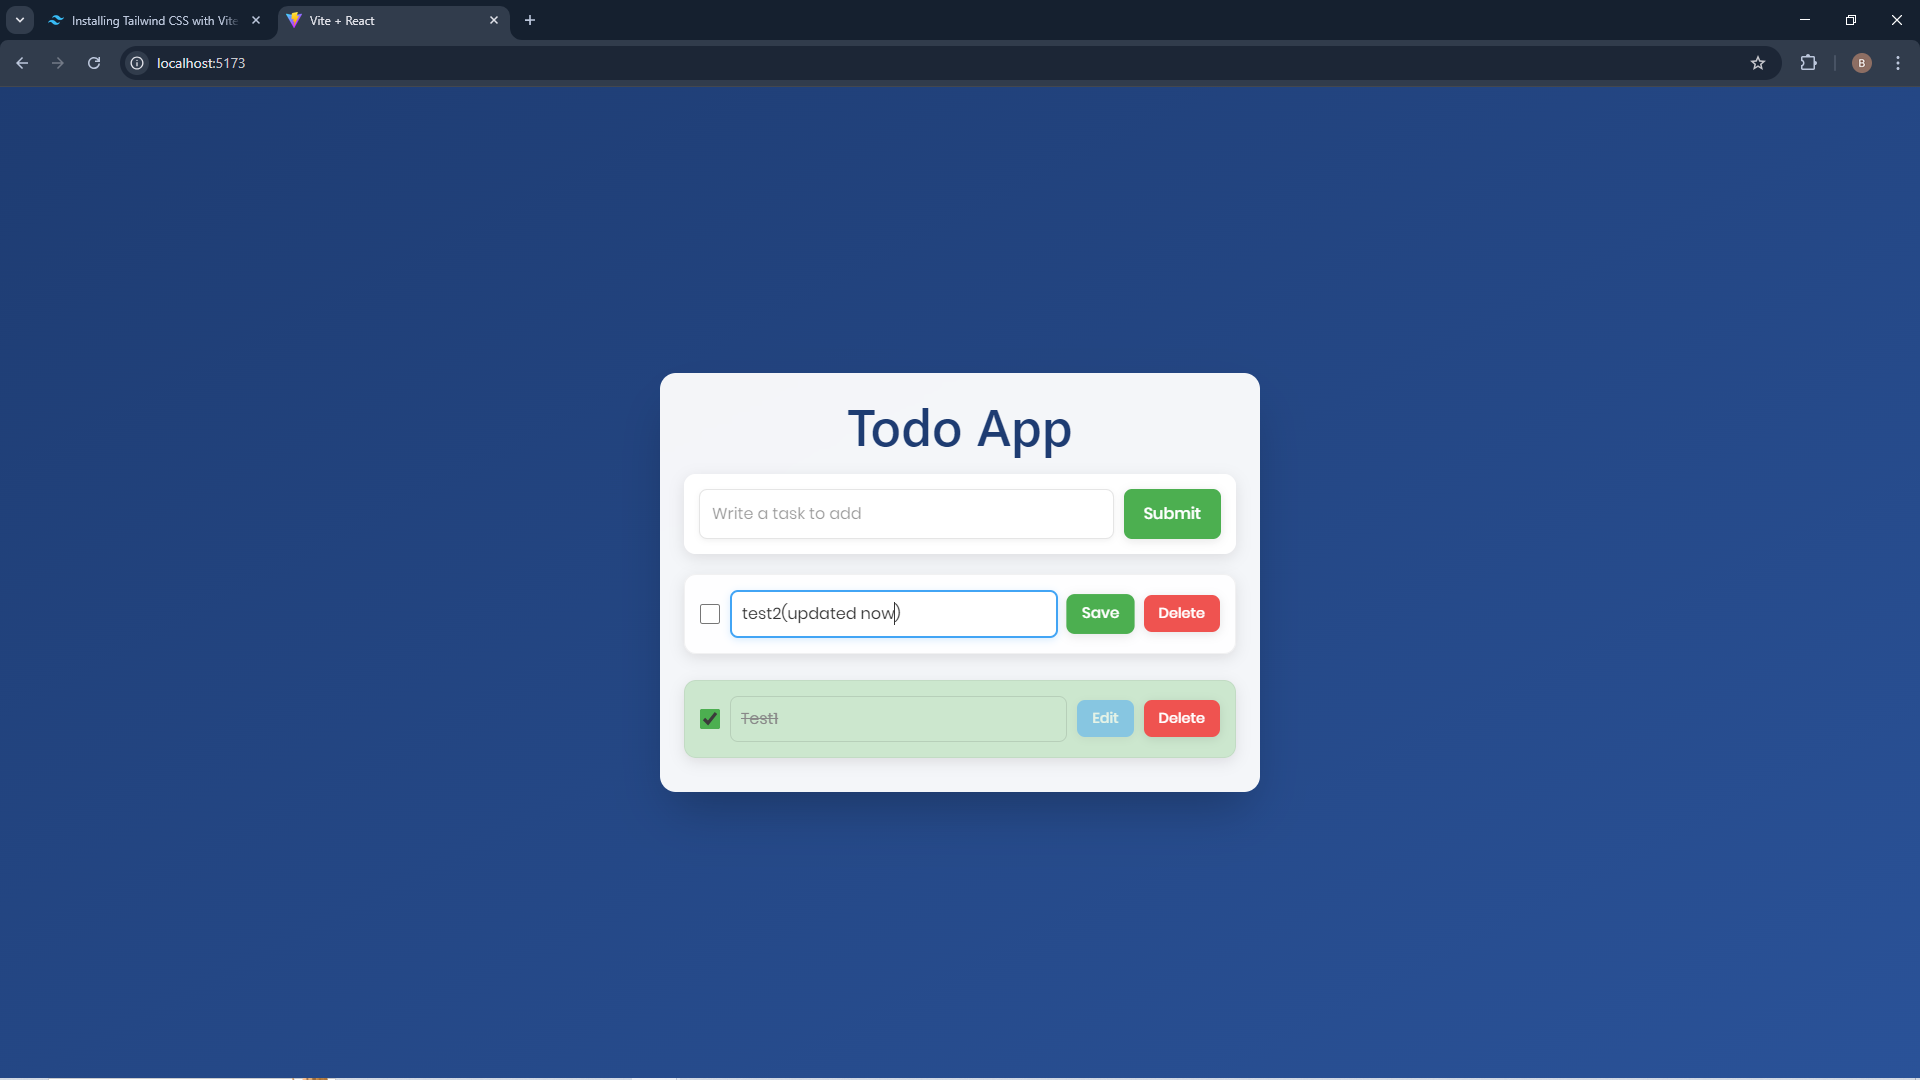 Installing Tailwind CSS with Vite
Vite + React
localhost:5173
B
Todo App
Write a task to add
Submit
test2(updated now)
Save
Delete
Test1
Edit
Delete